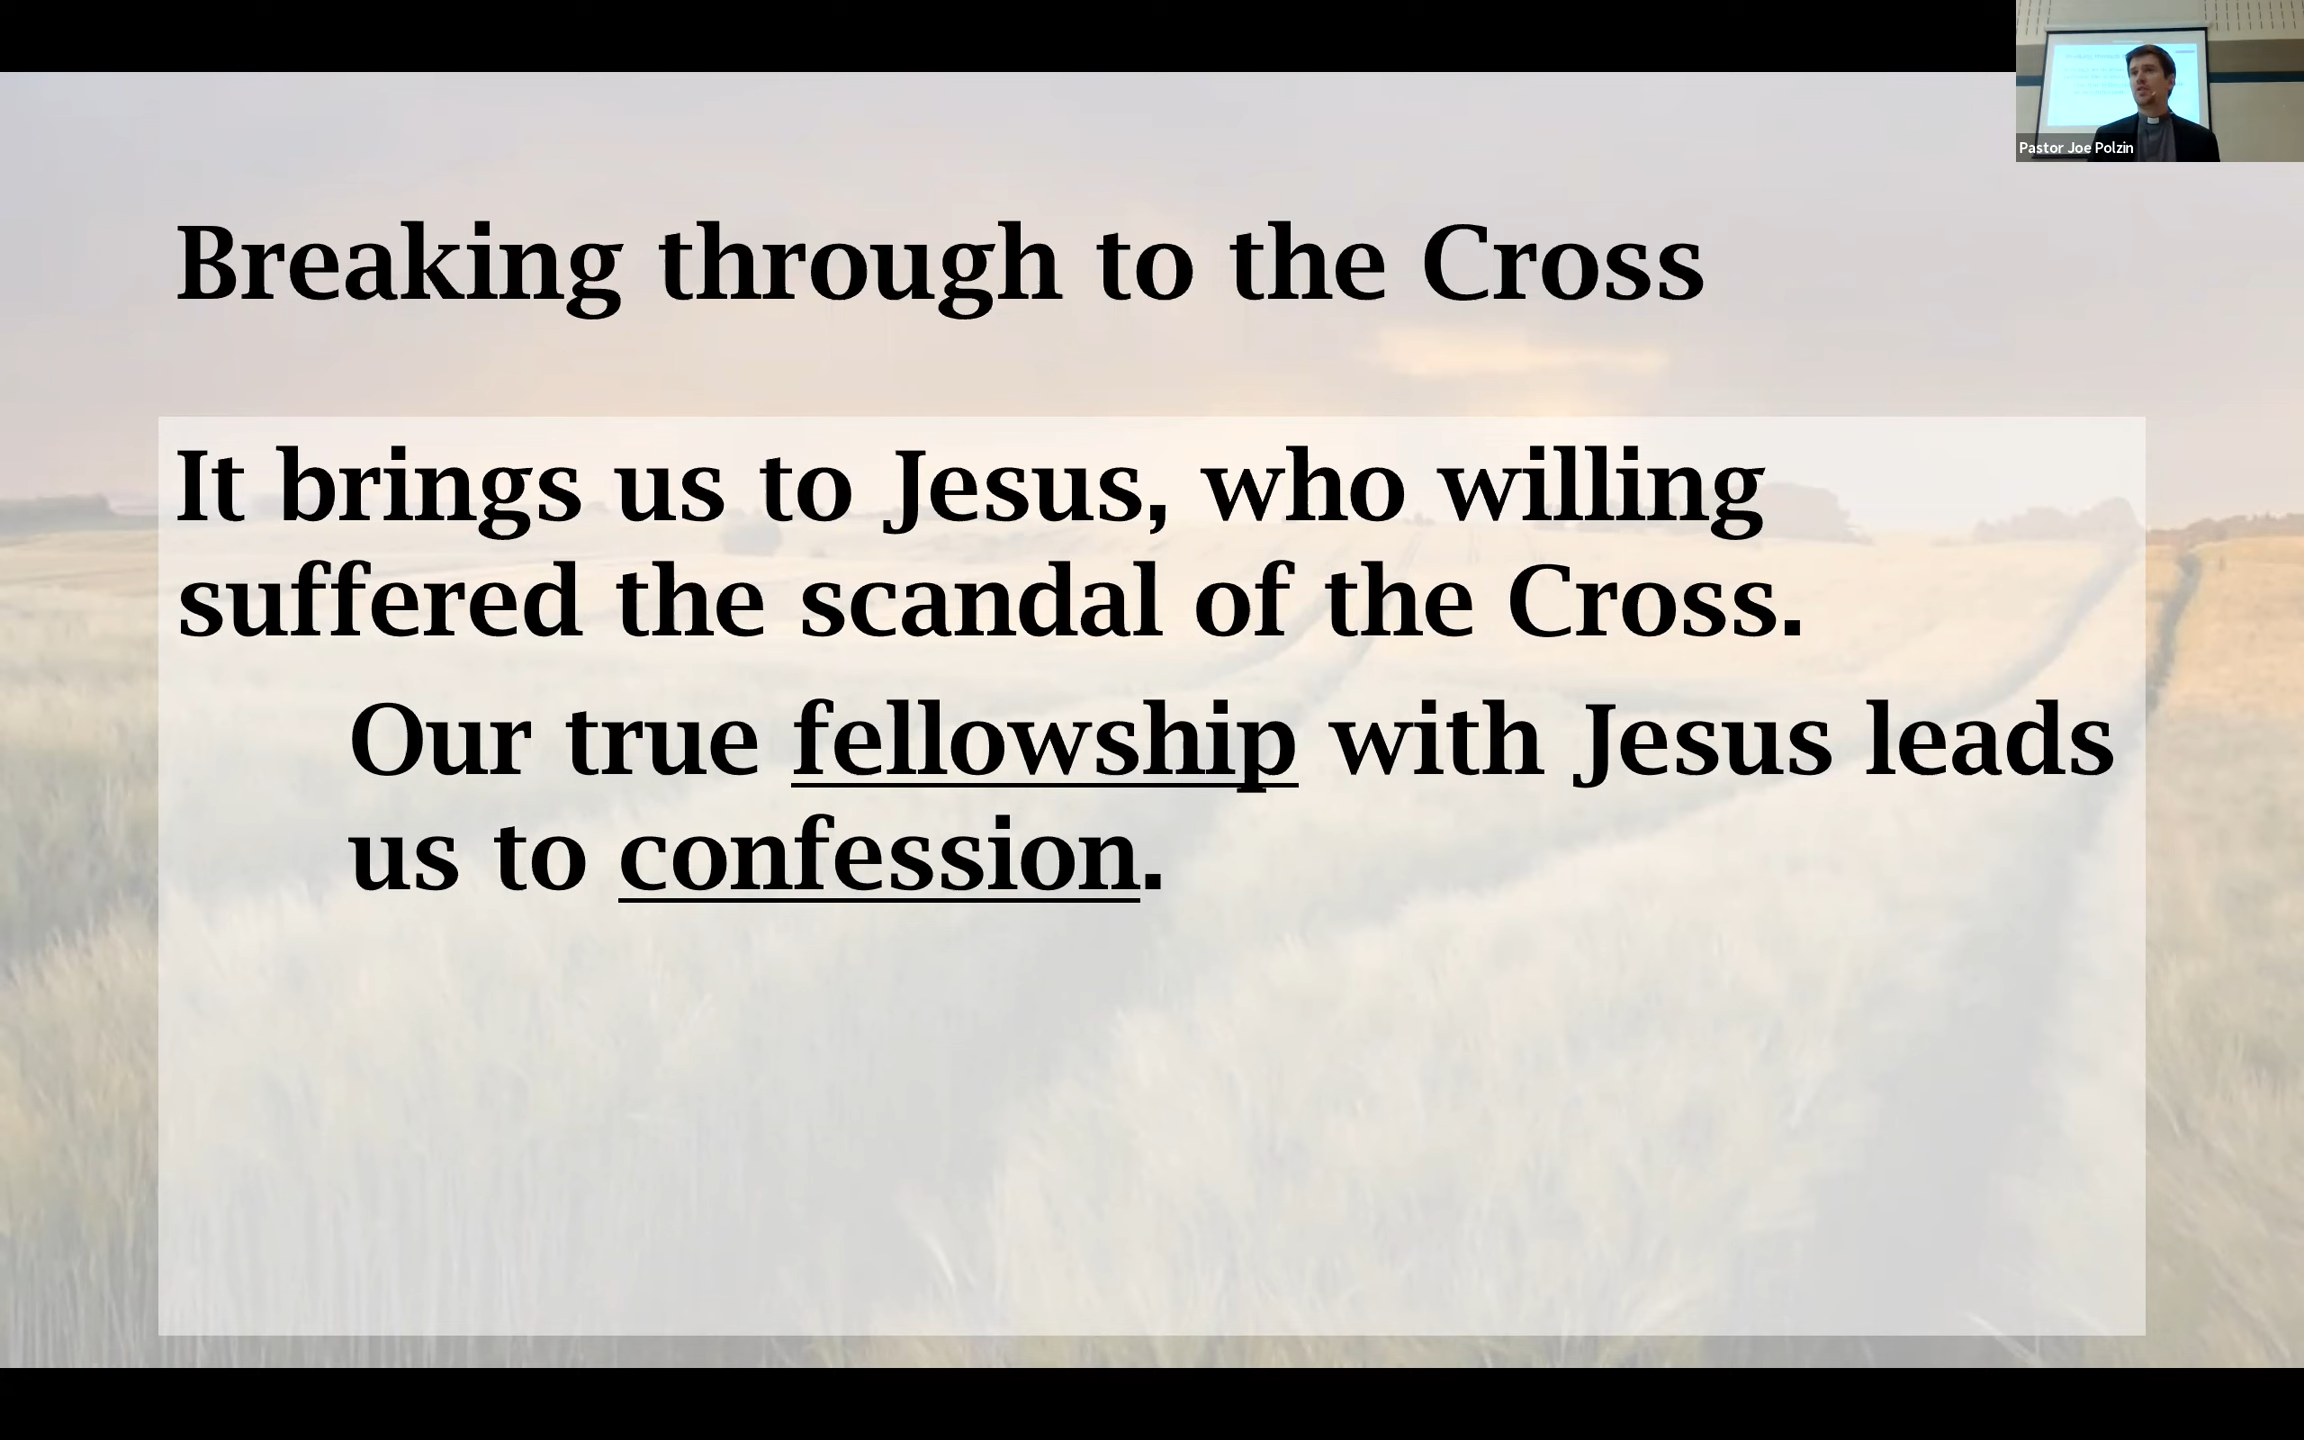 Breaking through to the Cross
It brings us to Jesus, who willing
suffered the scandal of the Cross.
Our true fellowship with Jesus leads
us to confession.
Pastor Joe Polzin